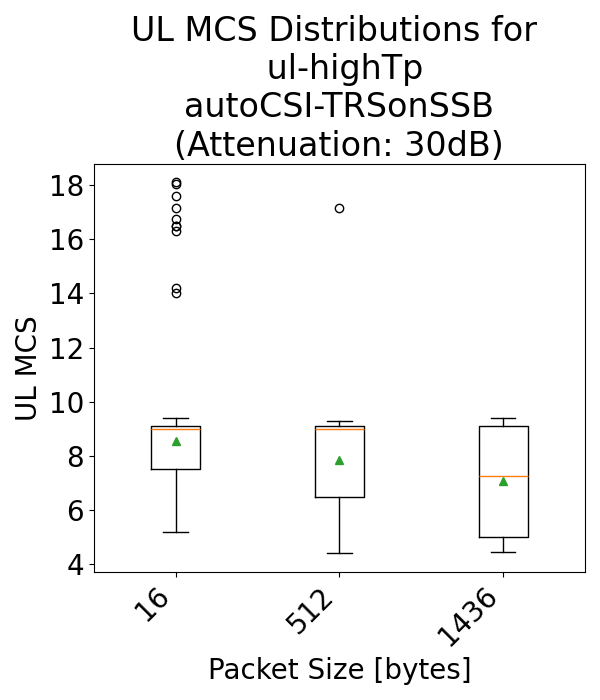 UL MCS Distributions for
ul-highTp
autoCSI-TRSonSSB
(Attenuation: 30dB)
18
16
14
12
10
8
6
4
UL MCS
16
512
1436
Packet Size [bytes]